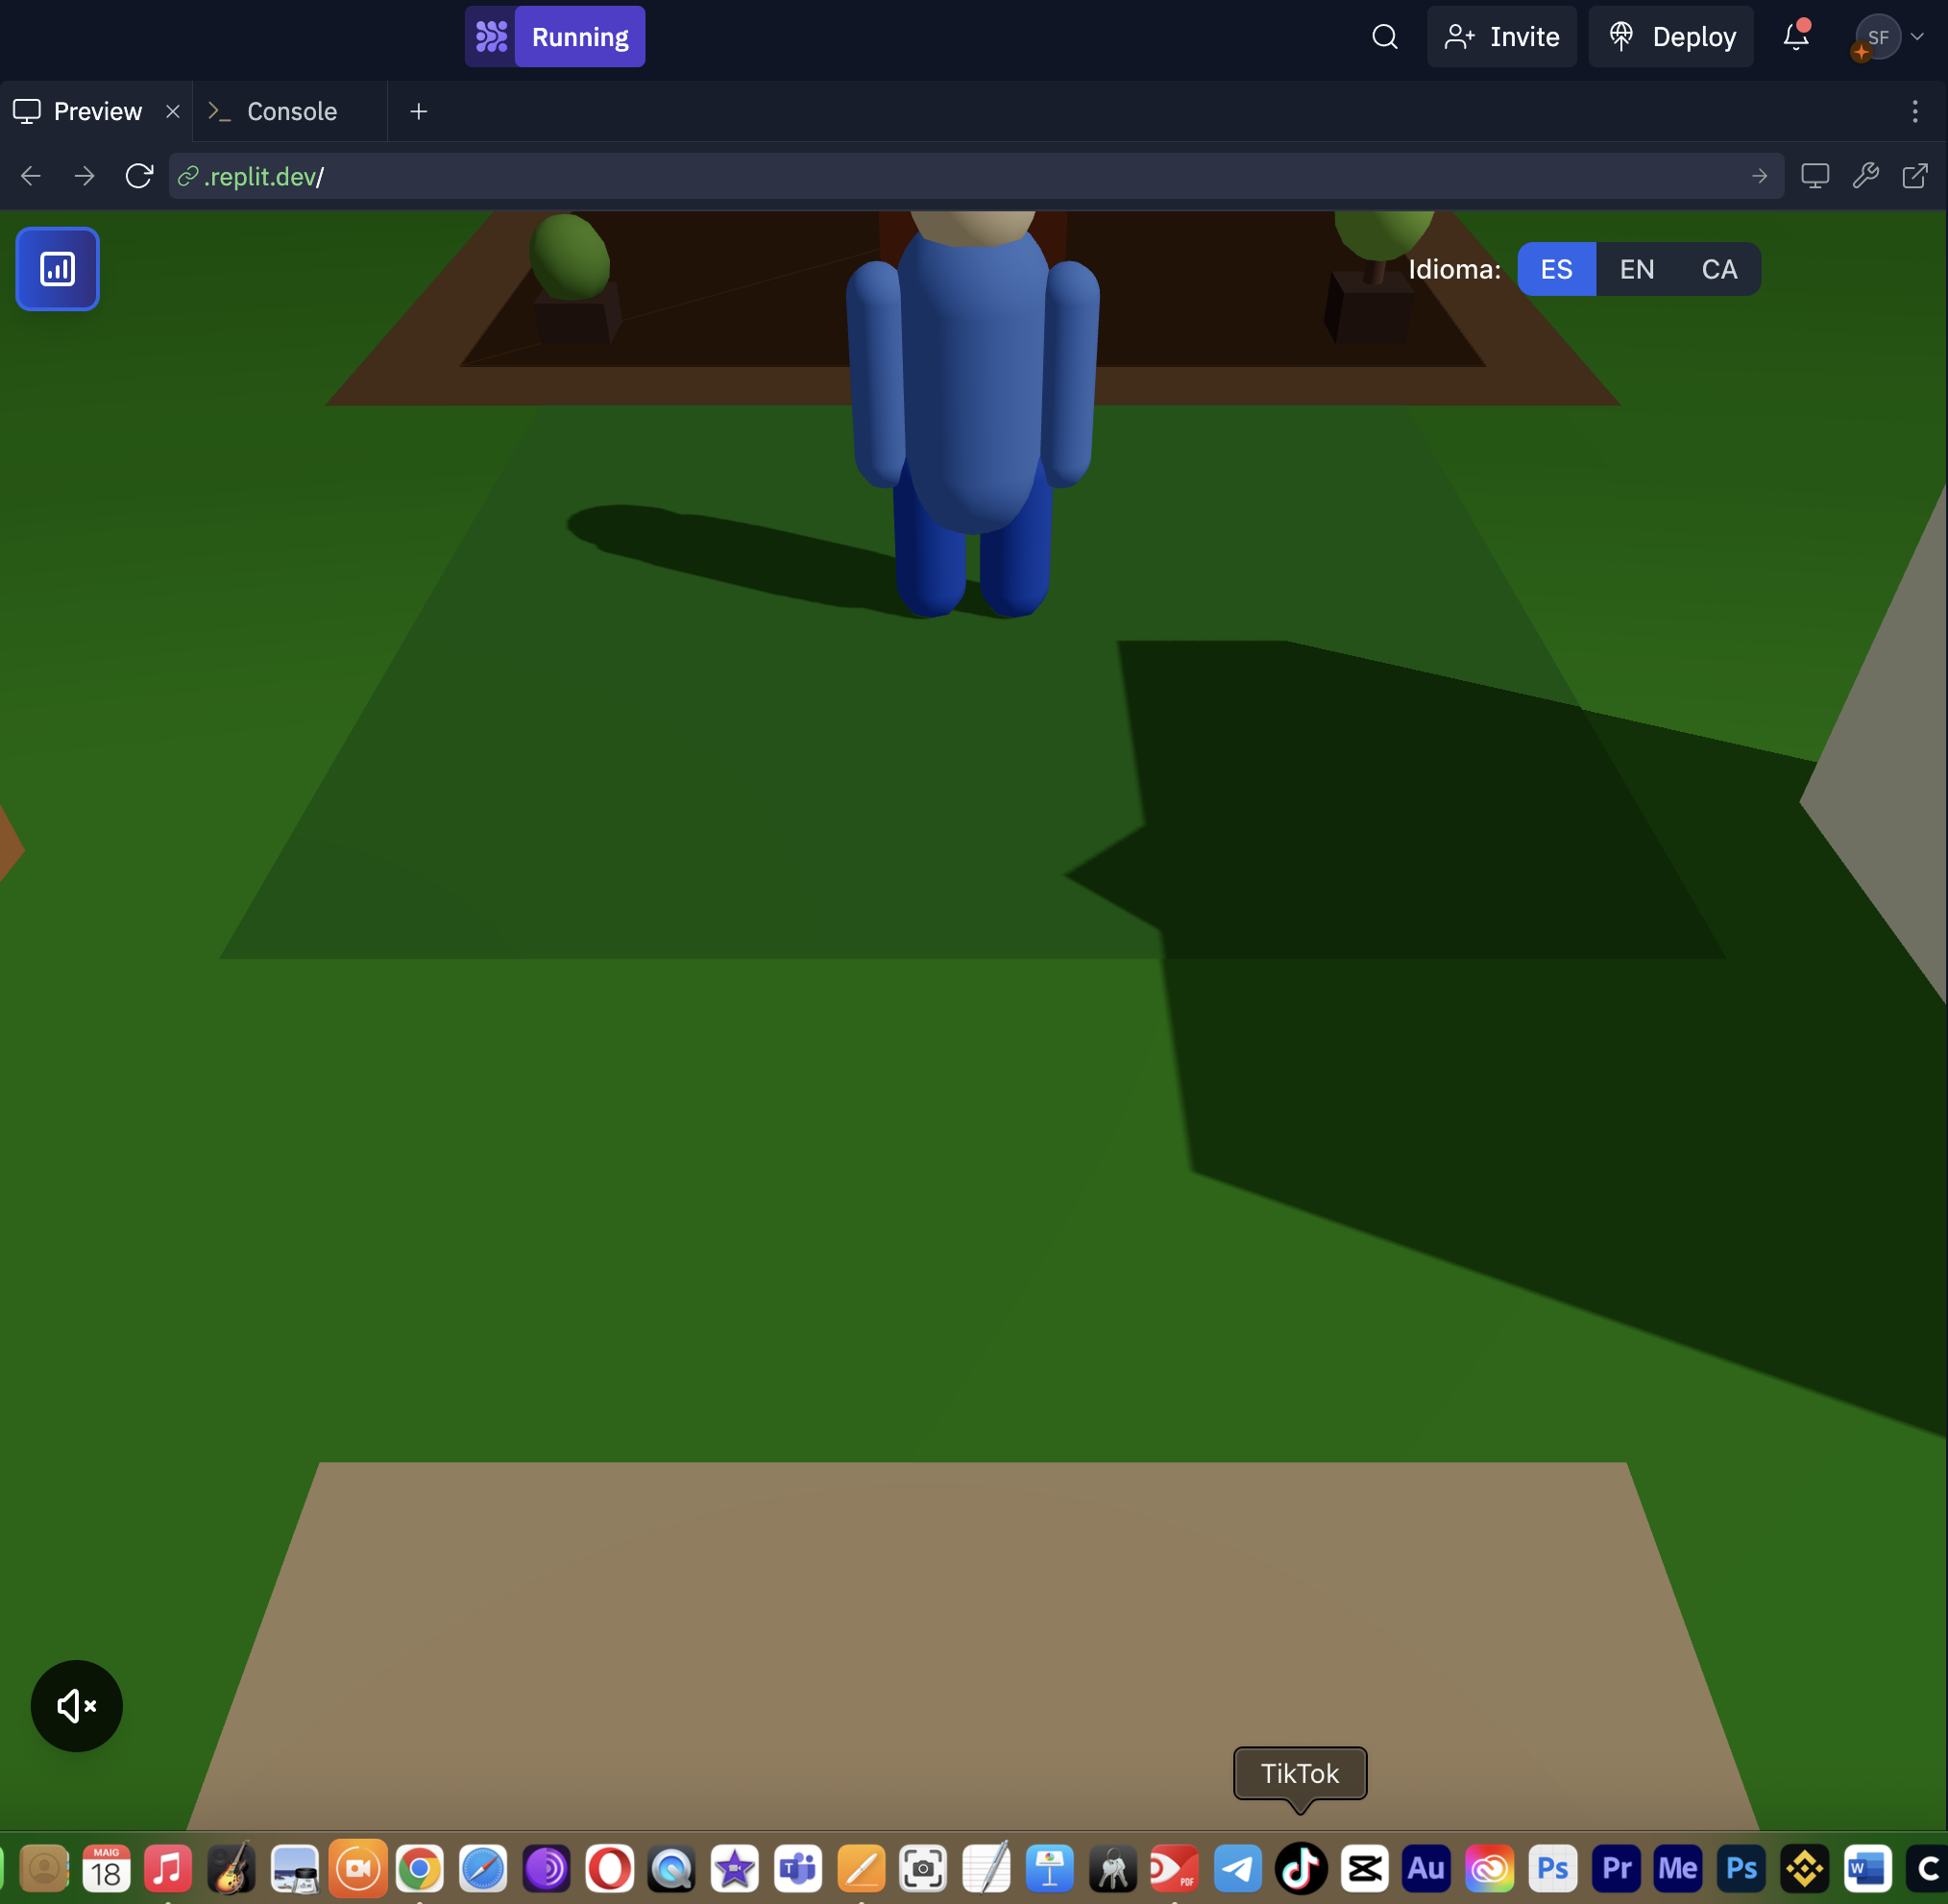 Running
Invite
Deploy
SF
Preview
Console
.replit.dev/
Idioma:
ES
EN
CA
TikTok
MAIG
18
PDF
Au
Ps
Pr
Me
Ps
W
C